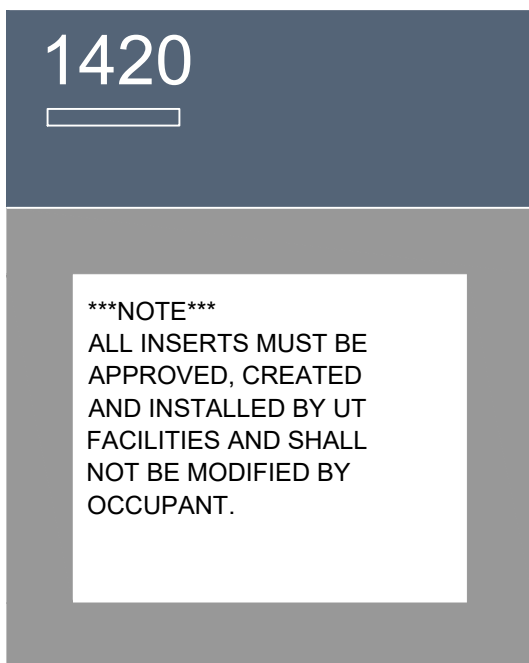 1420
***NOTE***
ALL INSERTS MUST BE
APPROVED, CREATED
AND INSTALLED BY UT
FACILITIES AND SHALL
NOT BE MODIFIED BY
OCCUPANT.